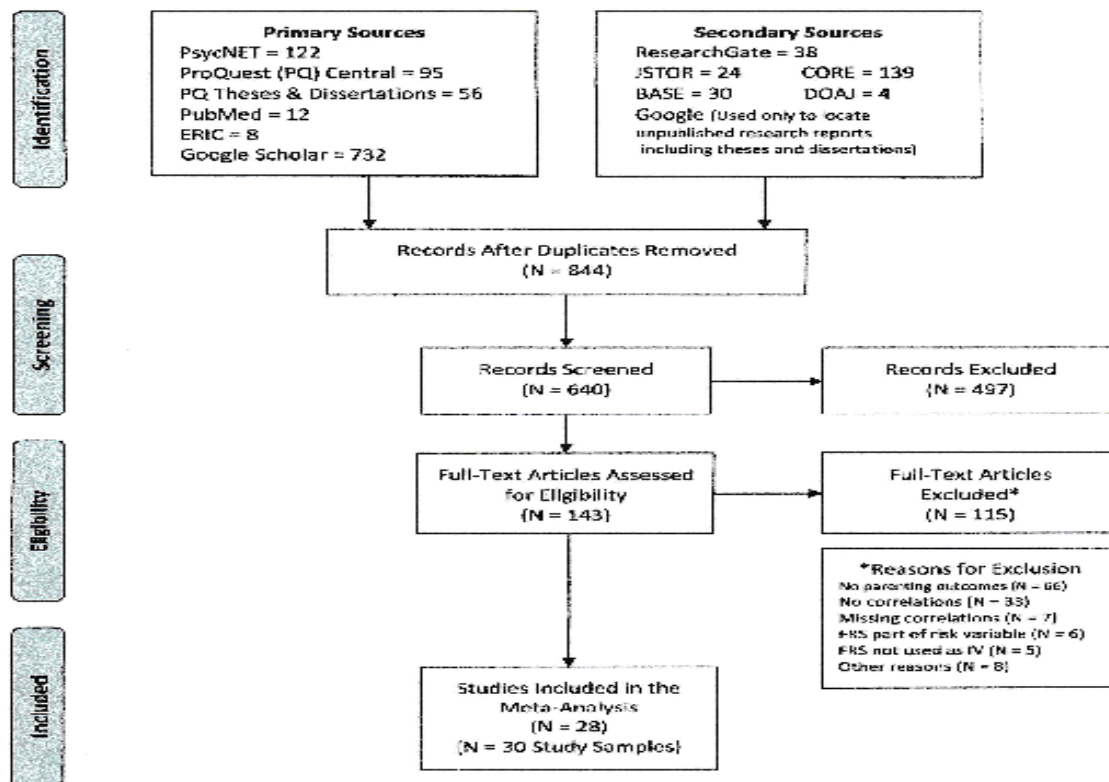 Identification
Primary Sources
PsycNET = 122
ProQuest (PQ) Central = 95
PQ Theses & Dissertations = 56
PubMed = 12
ERIC = 8
Google Scholar = 732
Secondary Sources
ResearchGate = 38
JSTOR = 24 CORE = 139
BASE = 30 DOAJ = 4
Google (Used only to locate
unpublished research reports
including theses and dissertations)
Records After Duplicates Removed
(N = 844)
Screening
Records Screened
(N = 640)
Records Excluded
(N = 497)
Eligibility
Full-Text Articles Assessed
for Eligibility
(N = 143)
Full-Text Articles
Excluded*
(N = 115)
*Reasons for Exclusion
No parenting outcomes (N = 66)
No correlations (N = 33)
Missing correlations (N = 7)
FRS part of risk variable (N = 6)
FRS not used as IV (N = 5)
Other reasons (N = 8)
Included
Studies Included in the
Meta-Analysis
(N = 28)
(N = 30 Study Samples)